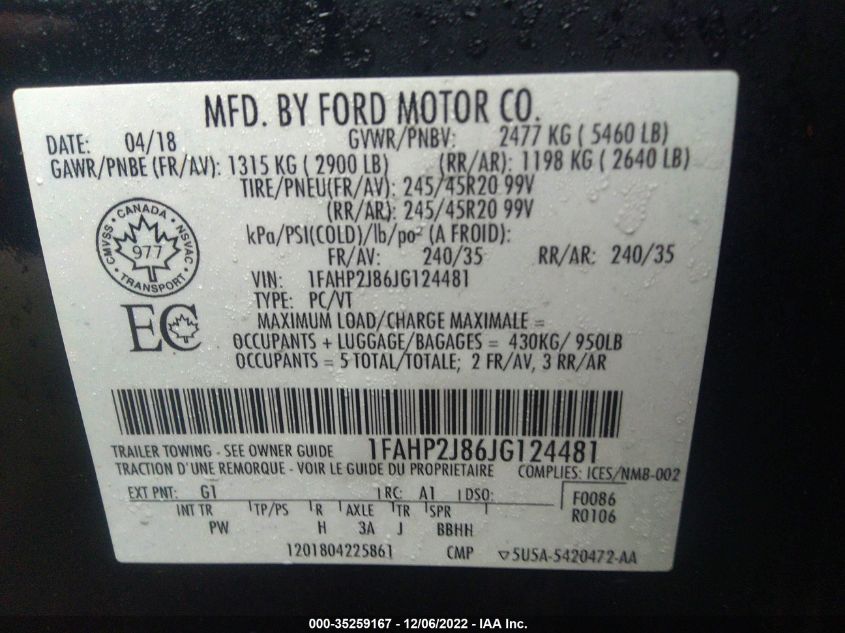 MFD. BY FORD MOTOR CO.
DATE: 04/18 GVWR/PNBV: 2477 KG ( 5460 LB)
GAWR/PNBE (FR/AV): 1315 KG ( 2900 LB) (RR/AR): 1198 KG ( 2640 LB)
TIRE/PNEU(FR/AV): 245/45R20 99V
(RR/AR): 245/45R20 99V
kPa/PSI(COLD)/lb/po² (A FROID):
FR/AV: 240/35 RR/AR: 240/35
CANADA
CMVSS NSVAC
977
TRANSPORT
VIN: 1FAHP2J86JG124481
TYPE: PC/VT
EC
MAXIMUM LOAD/CHARGE MAXIMALE =
OCCUPANTS + LUGGAGE/BAGAGES = 430KG/ 950LB
OCCUPANTS = 5 TOTAL/TOTALE; 2 FR/AV, 3 RR/AR
TRAILER TOWING - SEE OWNER GUIDE 1FAHP2J86JG124481
TRACTION D'UNE REMORQUE - VOIR LE GUIDE DU PROPRIETAIRE COMPLIES: ICES/NMB-002
EXT PNT: G1 RC: A1 DSO: F0086
INT TR TP/PS R AXLE TR SPR R0106
PW H 3A J BBHH
1201804225861 CMP ▽5U5A-5420472-AA
000-35259167 - 12/06/2022 - IAA Inc.